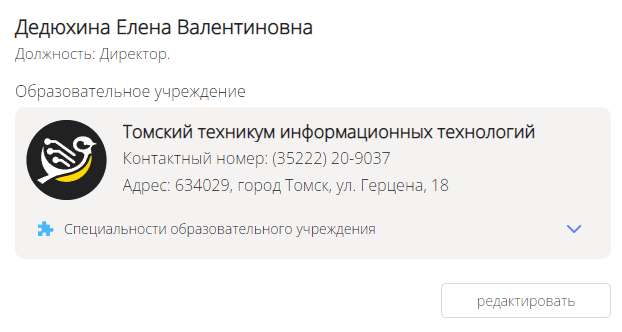 Дедюхина Елена Валентиновна
Должность: Директор.
Образовательное учреждение
Томский техникум информационных технологий
Контактный номер: (35222) 20-9037
Адрес: 634029, город Томск, ул. Герцена, 18
Специальности образовательного учреждения
редактировать